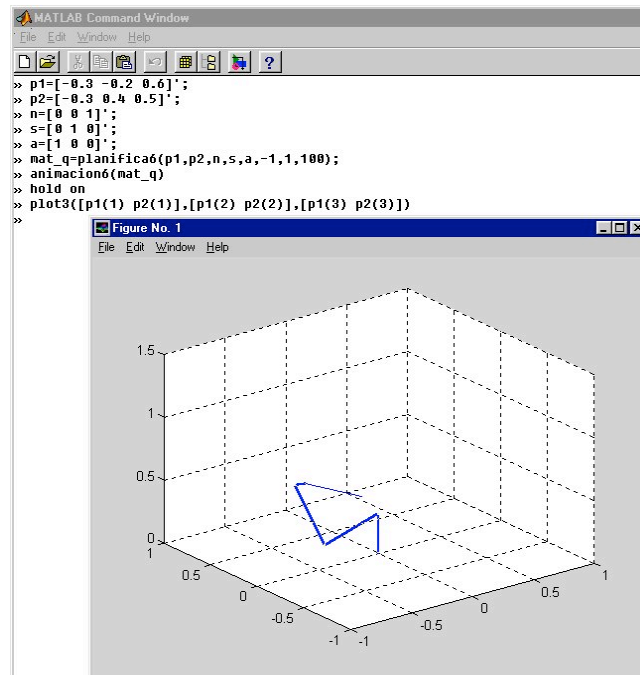 MATLAB Command Window
File Edit Window Help
» p1=[-0.3 -0.2 0.6]';
» p2=[-0.3 0.4 0.5]';
» n=[0 0 1]';
» s=[0 1 0]';
» a=[1 0 0]';
» mat_q=planifica6(p1,p2,n,s,a,-1,1,100);
» animacion6(mat_q)
» hold on
» plot3([p1(1) p2(1)],[p1(2) p2(2)],[p1(3) p2(3)])
»
Figure No. 1
File Edit Window Help
1.5
1
0.5
0
1
0.5
0
-0.5
-1
-1
-0.5
0
0.5
1